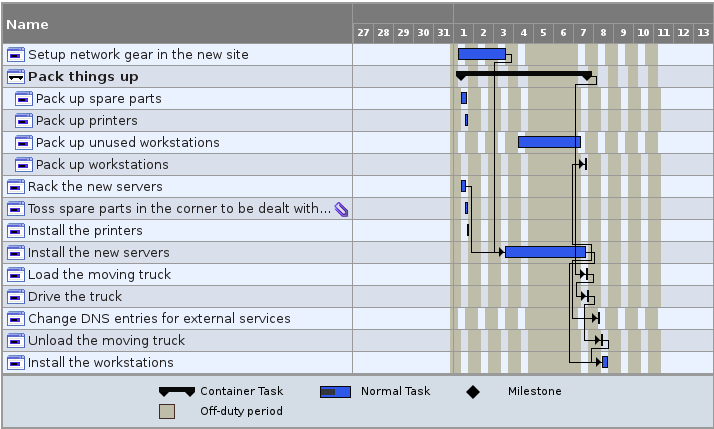 Name
27 28 29 30 31 1 2 3 4 5 6 7 8 9 10 11 12 13
Setup network gear in the new site
Pack things up
Pack up spare parts
Pack up printers
Pack up unused workstations
Pack up workstations
Rack the new servers
Toss spare parts in the corner to be dealt with...
Install the printers
Install the new servers
Load the moving truck
Drive the truck
Change DNS entries for external services
Unload the moving truck
Install the workstations
Container Task Normal Task Milestone
Off-duty period